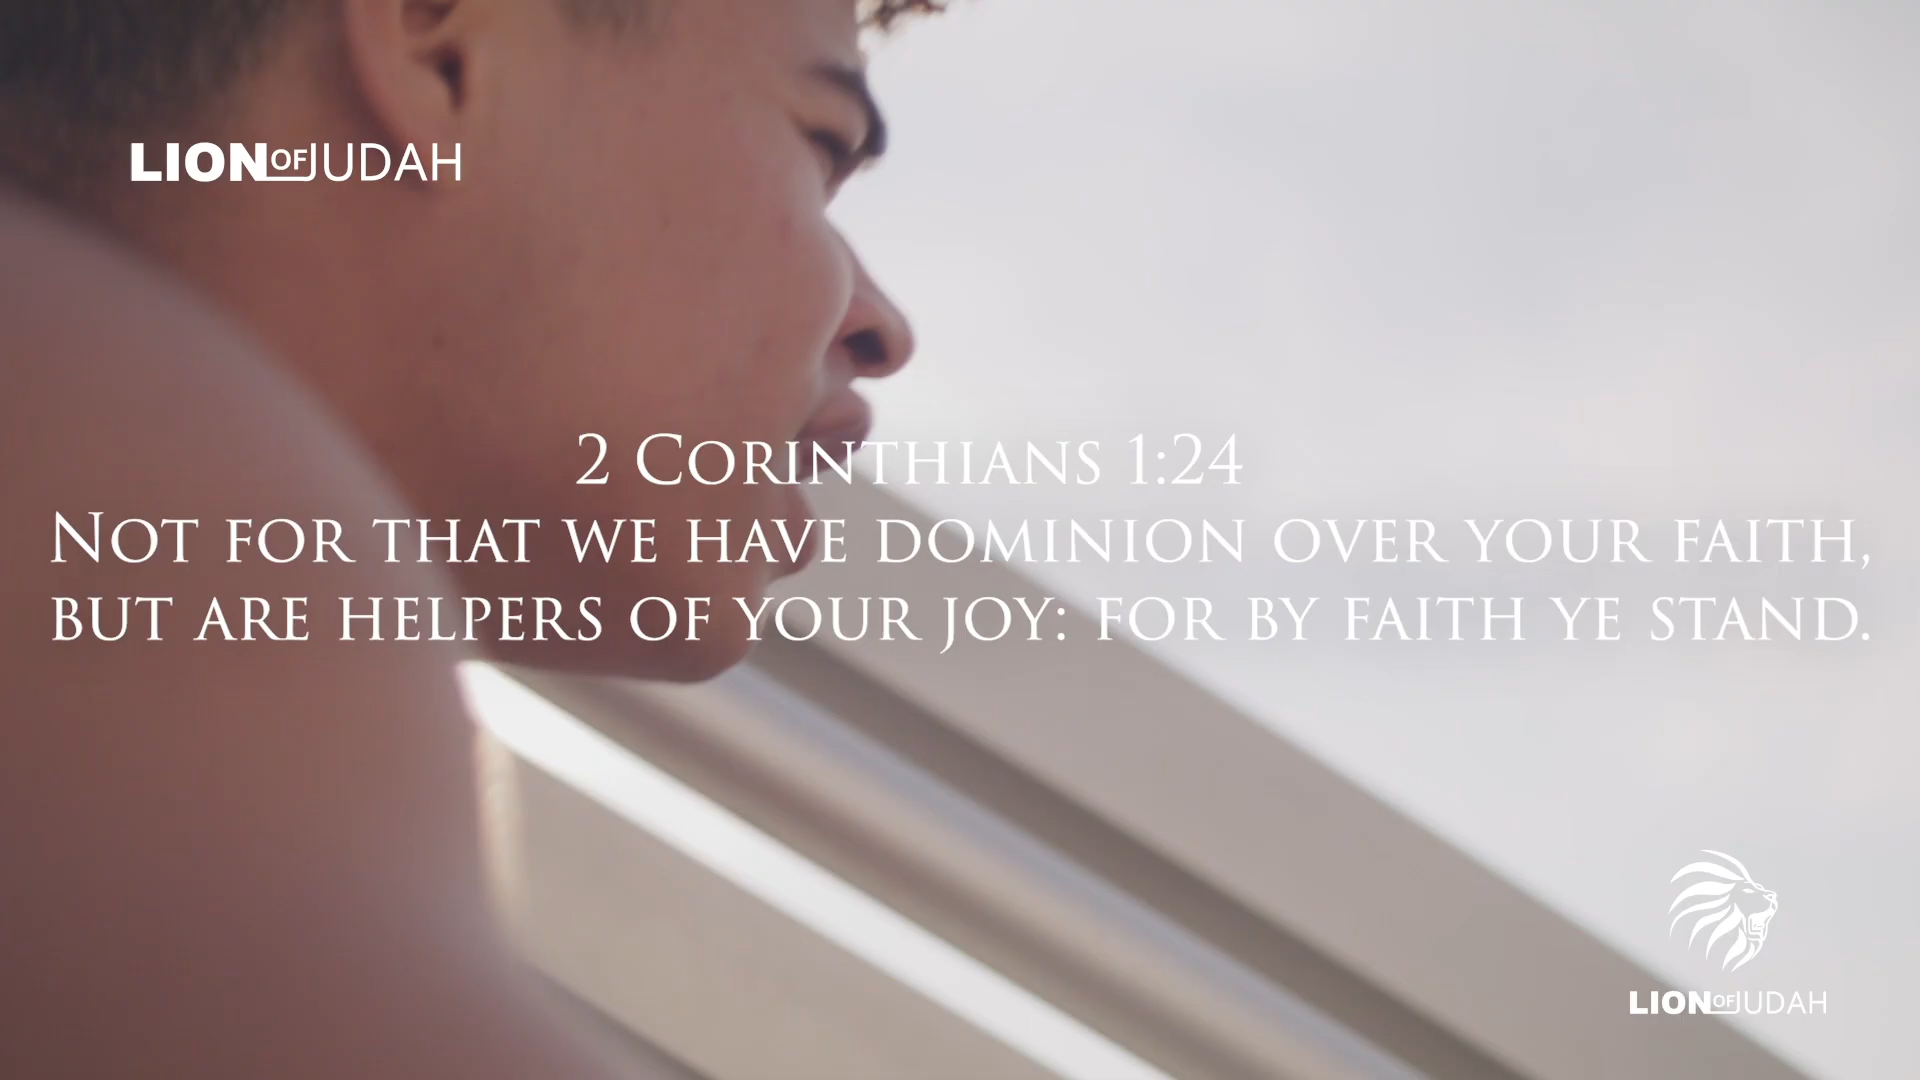 LION OF JUDAH
2 Corinthians 1:24
Not for that we have dominion over your faith,
but are helpers of your joy: for by faith ye stand.
LION OF JUDAH